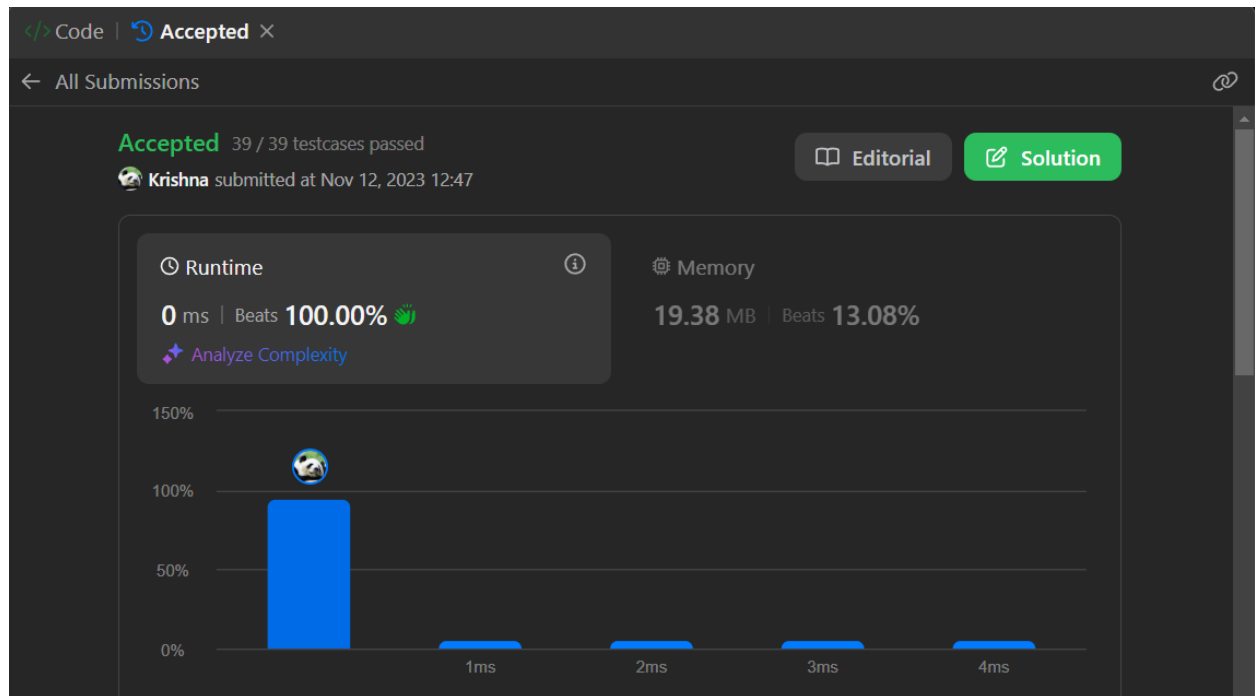 </> Code | Accepted ×
← All Submissions
Accepted 39 / 39 testcases passed
Krishna submitted at Nov 12, 2023 12:47
Editorial
Solution
Runtime
0 ms | Beats 100.00%
Analyze Complexity
Memory
19.38 MB | Beats 13.08%
150%
100%
50%
0%
1ms 2ms 3ms 4ms